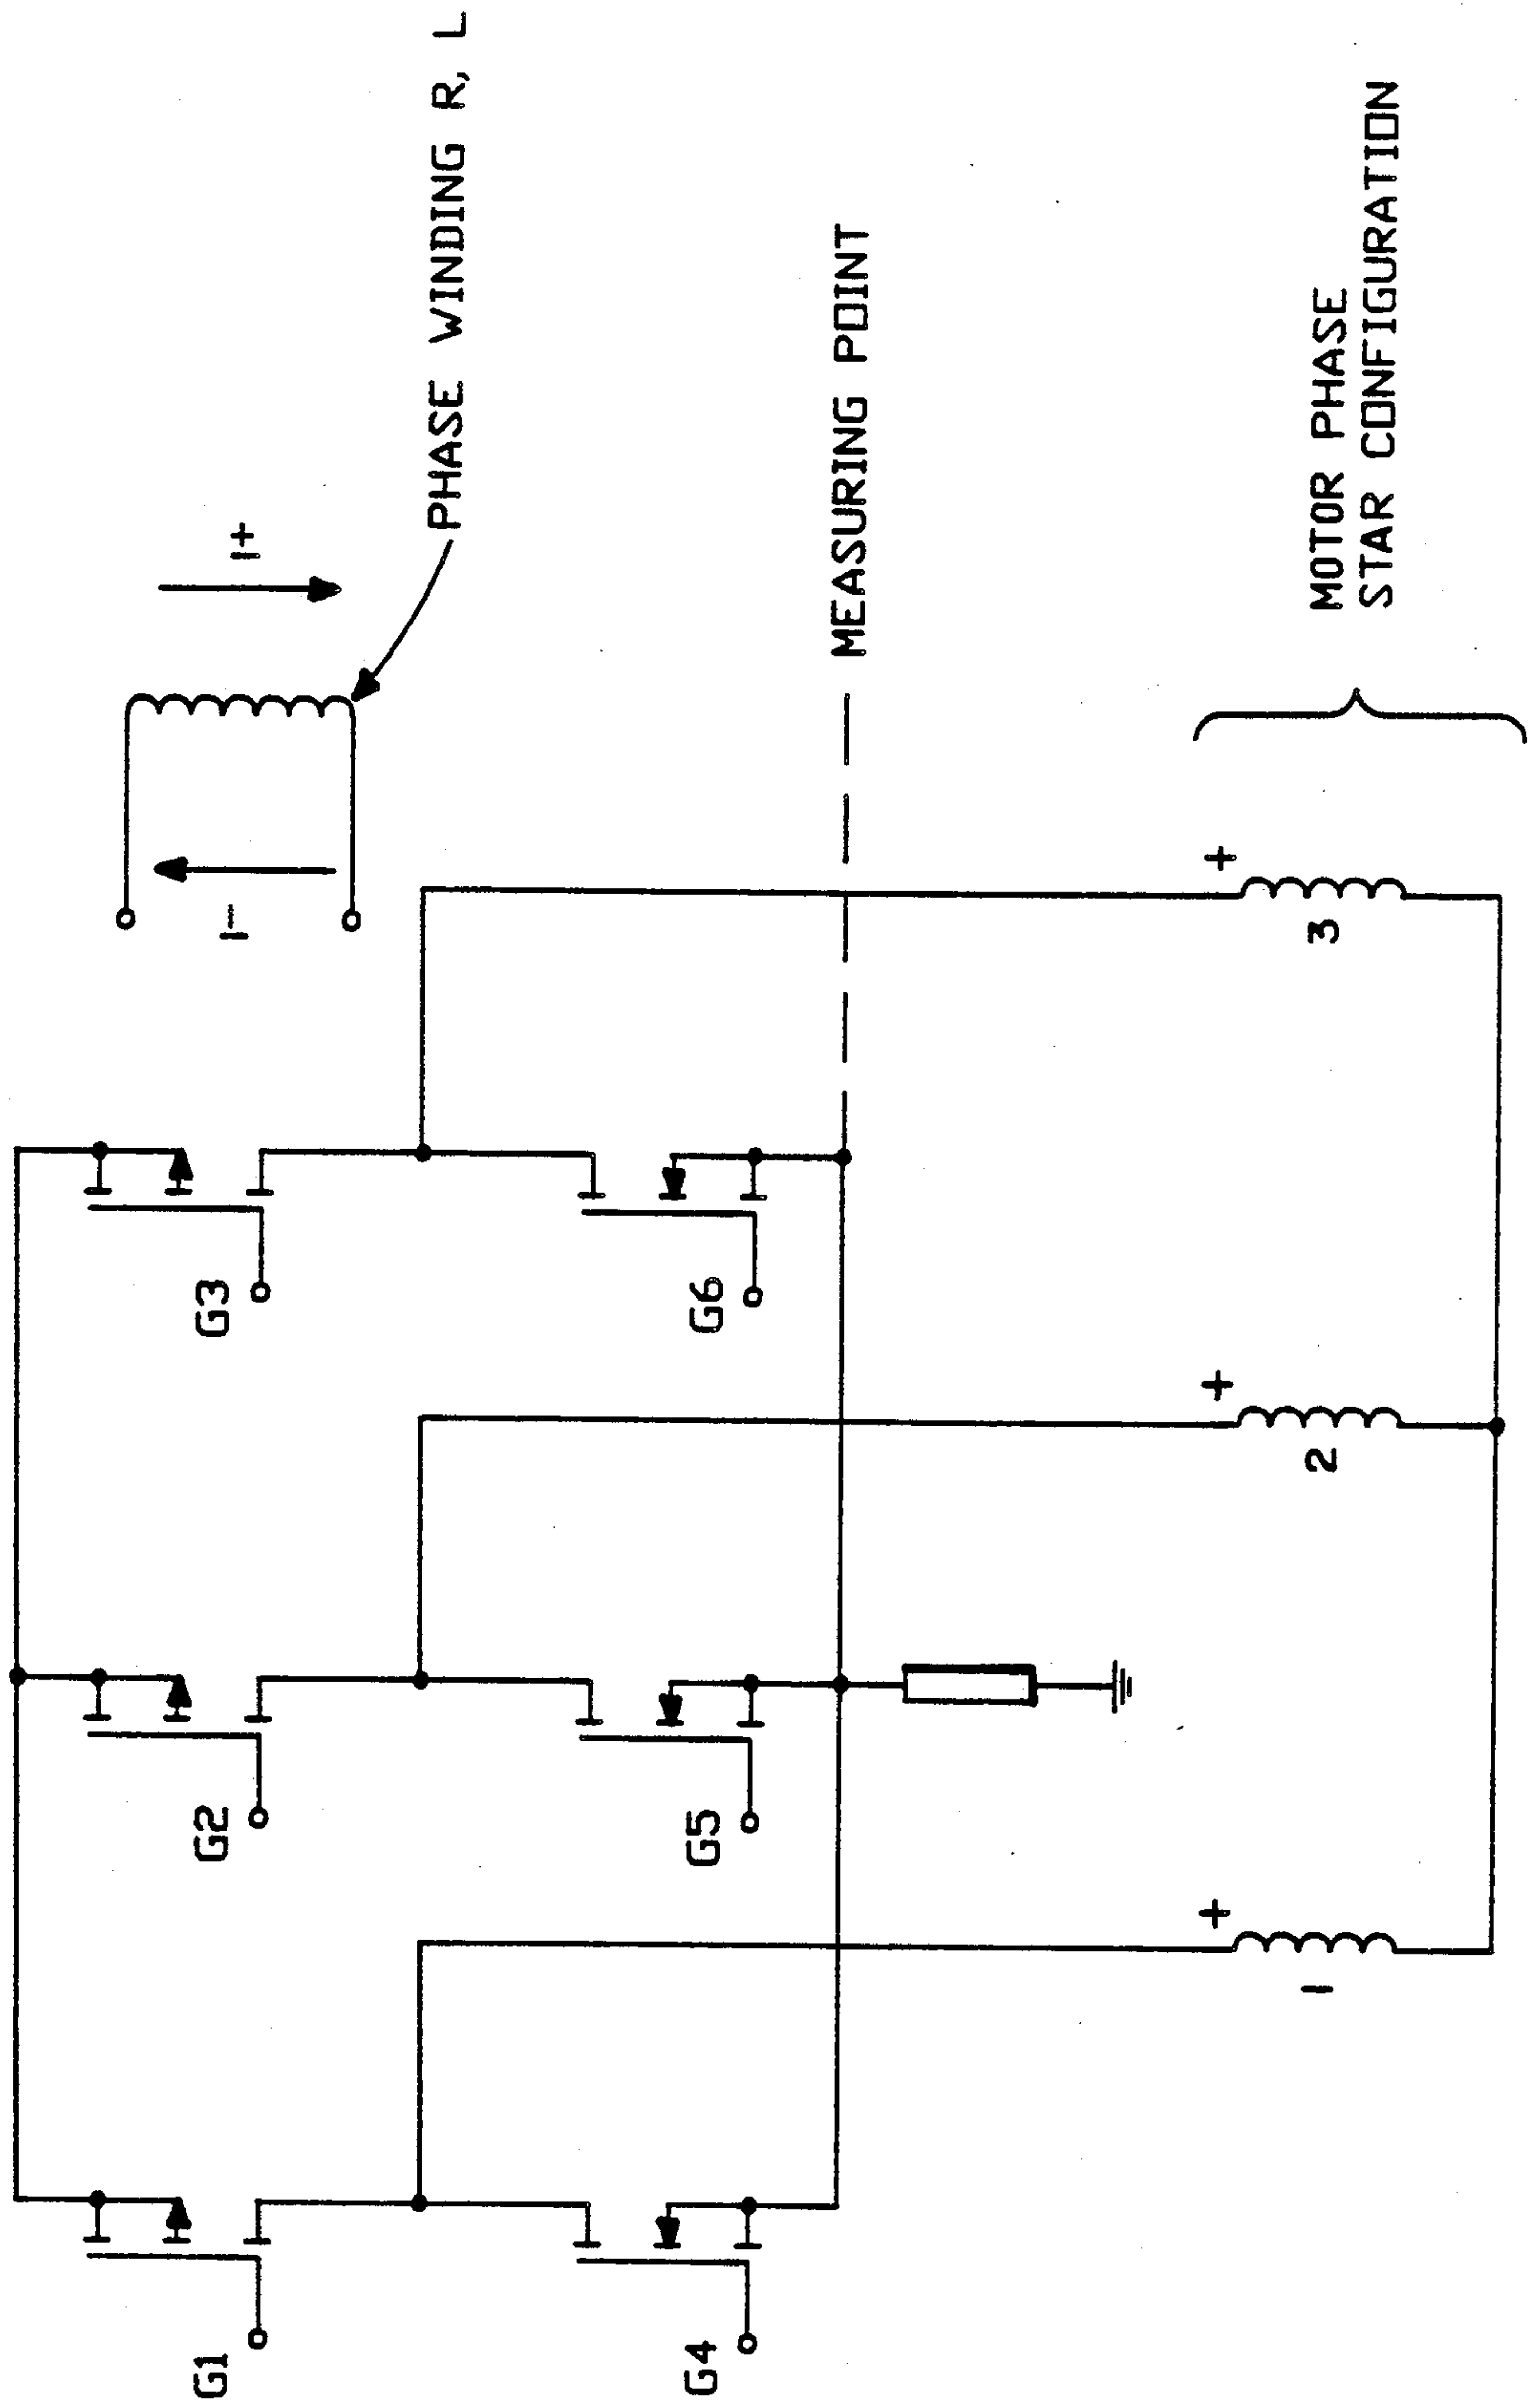 G1
G2
G3
I-
I+
PHASE WINDING R, L
G4
G5
G6
MEASURING POINT
+
+
+
1
2
3
MOTOR PHASE
STAR CONFIGURATION